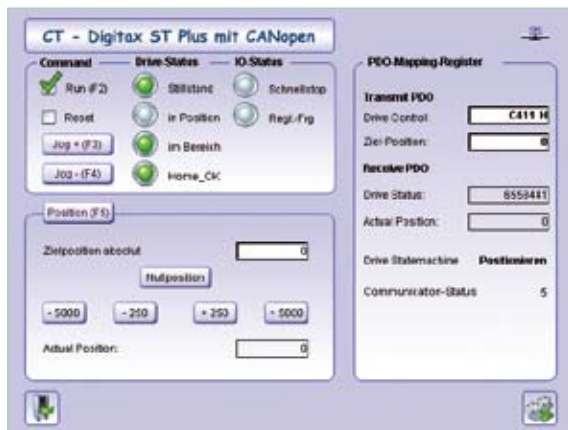 CT - Digitax ST Plus mit CANopen
Command
Drive Status
IO Status
Run (F2)
Stillstand
Schnellstop
Reset
in Position
Regl.-Frg
Jog + (F3)
im Bereich
Jog - (F4)
Home_OK
Position (F5)
Zielposition absolut
0
Nullposition
- 5000
- 250
+ 250
+ 5000
Actual Position:
0
PDO-Mapping-Register
Transmit PDO
Drive Control:
C411 H
Ziel-Position:
0
Receive PDO
Drive Status:
Actual Position:
0
Drive Statemachine
Positionieren
Communicator-Status
5